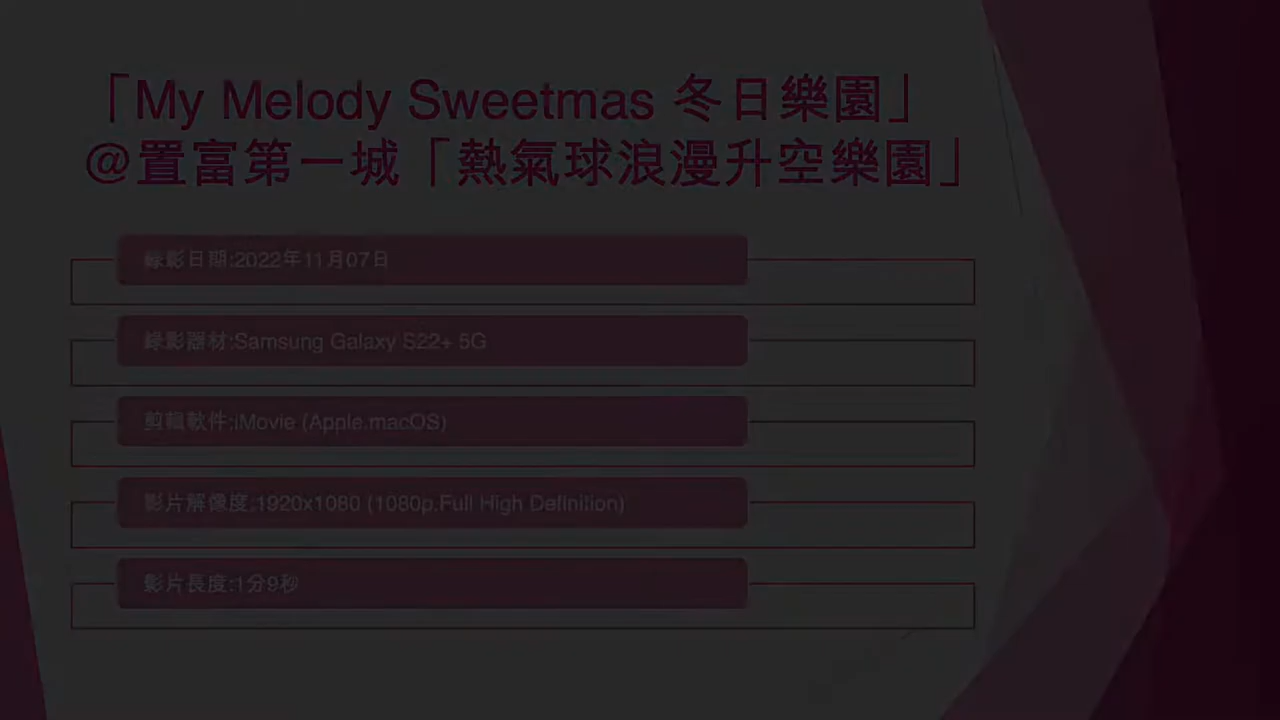 「My Melody Sweetmas 冬日樂園」
@置富第一城「熱氣球浪漫升空樂園」
錄影日期:2022年11月07日
錄影器材:Samsung Galaxy S22+ 5G
剪輯軟件:iMovie (Apple.macOS)
影片解像度:1920x1080 (1080p.Full High Definition)
影片長度:1分9秒